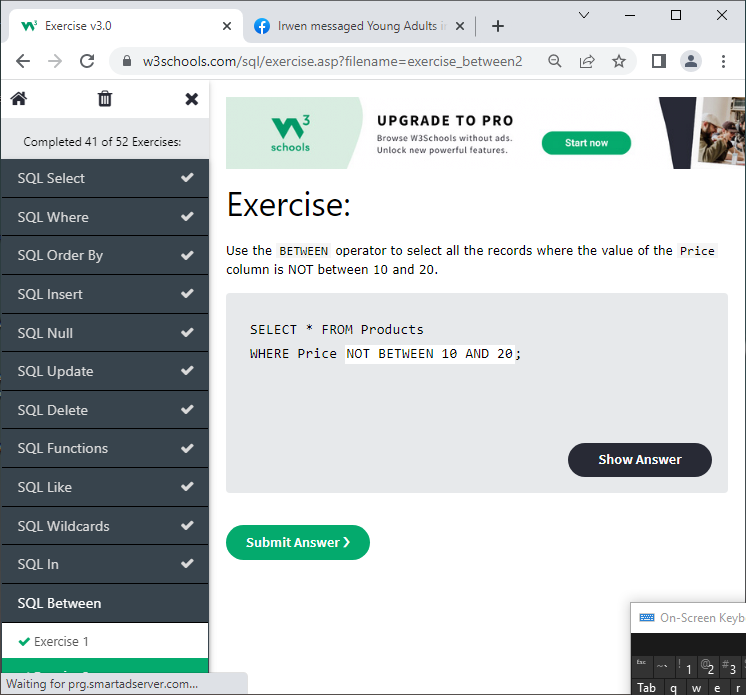 Exercise v3.0
Irwen messaged Young Adults in
w3schools.com/sql/exercise.asp?filename=exercise_between2
Completed 41 of 52 Exercises:
SQL Select
SQL Where
SQL Order By
SQL Insert
SQL Null
SQL Update
SQL Delete
SQL Functions
SQL Like
SQL Wildcards
SQL In
SQL Between
Exercise 1
Waiting for prg.smartadserver.com...
3
schools
UPGRADE TO PRO
Browse W3Schools without ads.
Unlock new powerful features.
Start now
Exercise:
Use the BETWEEN operator to select all the records where the value of the Price
column is NOT between 10 and 20.
SELECT * FROM Products
WHERE Price NOT BETWEEN 10 AND 20;
Show Answer
Submit Answer ❯
On-Screen Keyb
Esc ~ ` ! 1 @ 2 # 3
Tab q w e r